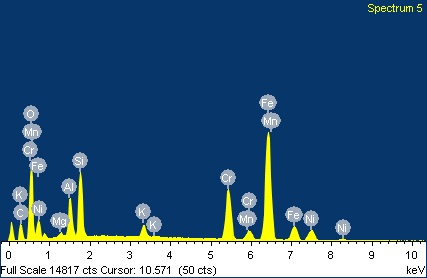 Spectrum 5
O
Mn
Cr
Fe
K
C
Ni
Mg
Al
Si
K
K
Cr
Cr
Mn
Fe
Mn
Fe
Ni
Ni
0 1 2 3 4 5 6 7 8 9 10
Full Scale 14817 cts Cursor: 10.571 (50 cts) keV